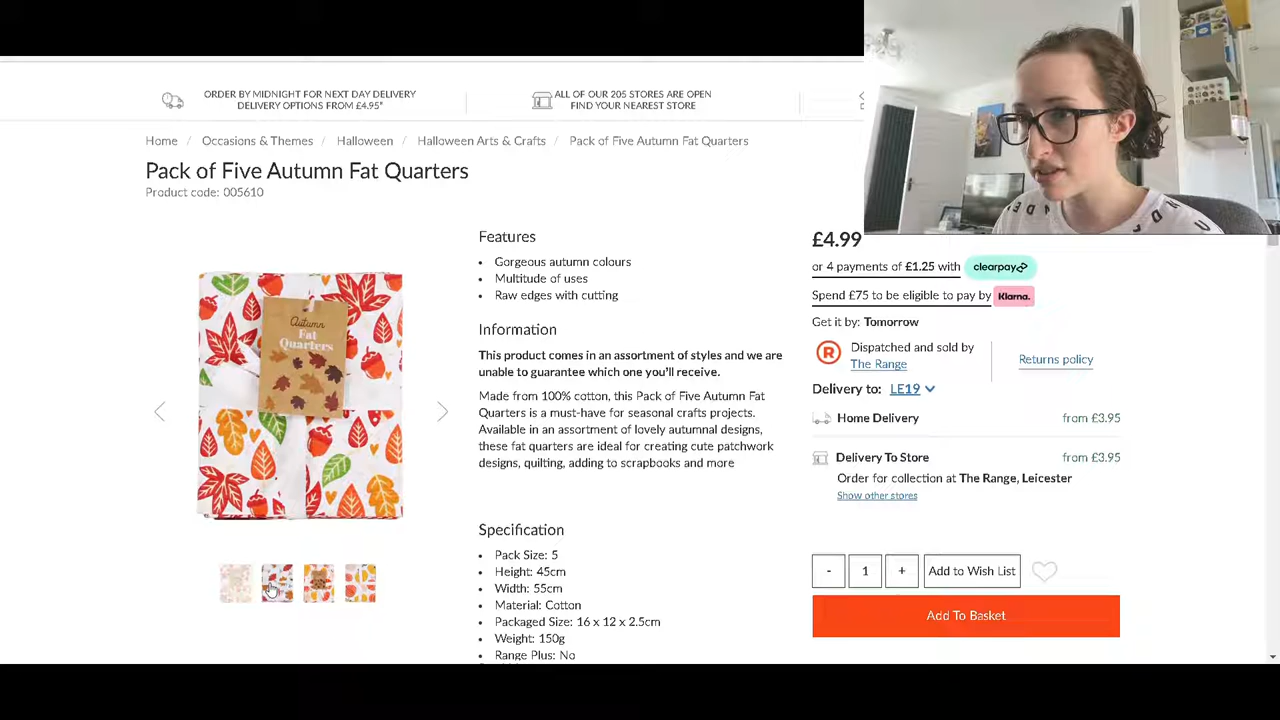 ORDER BY MIDNIGHT FOR NEXT DAY DELIVERY
DELIVERY OPTIONS FROM £4.95*
ALL OF OUR 205 STORES ARE OPEN
FIND YOUR NEAREST STORE
Home / Occasions & Themes / Halloween / Halloween Arts & Crafts / Pack of Five Autumn Fat Quarters
Pack of Five Autumn Fat Quarters
Product code: 005610
Autumn
Fat
Quarters
Features
Gorgeous autumn colours
Multitude of uses
Raw edges with cutting
Information
This product comes in an assortment of styles and we are
unable to guarantee which one you'll receive.
Made from 100% cotton, this Pack of Five Autumn Fat
Quarters is a must-have for seasonal crafts projects.
Available in an assortment of lovely autumnal designs,
these fat quarters are ideal for creating cute patchwork
designs, quilting, adding to scrapbooks and more
Specification
Pack Size: 5
Height: 45cm
Width: 55cm
Material: Cotton
Packaged Size: 16 x 12 x 2.5cm
Weight: 150g
Range Plus: No
£4.99
or 4 payments of £1.25 with clearpay
Spend £75 to be eligible to pay by Klarna.
Get it by: Tomorrow
R
Dispatched and sold by
The Range
Returns policy
Delivery to: LE19
Home Delivery from £3.95
Delivery To Store from £3.95
Order for collection at The Range, Leicester
Show other stores
- 1 + Add to Wish List
Add To Basket